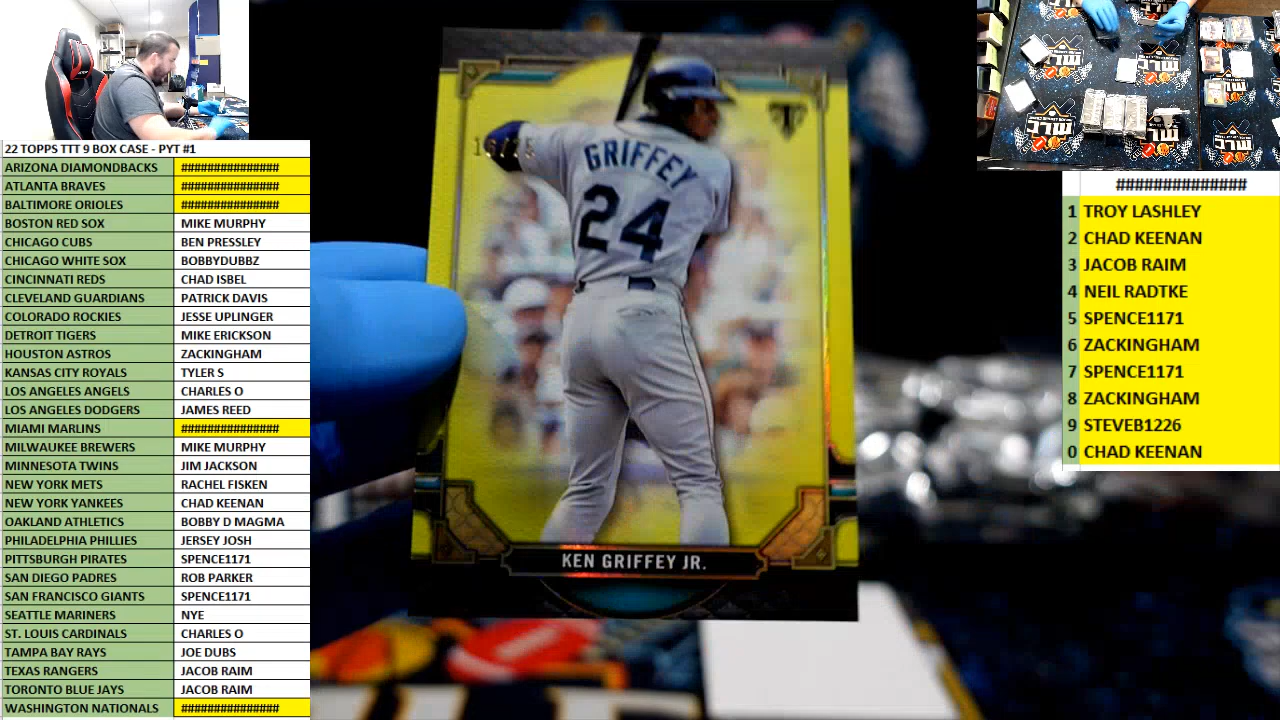 22 TOPPS TTT 9 BOX CASE - PYT #1
ARIZONA DIAMONDBACKS ###############
ATLANTA BRAVES ###############
BALTIMORE ORIOLES ###############
BOSTON RED SOX MIKE MURPHY
CHICAGO CUBS BEN PRESSLEY
CHICAGO WHITE SOX BOBBYDUBBZ
CINCINNATI REDS CHAD ISBEL
CLEVELAND GUARDIANS PATRICK DAVIS
COLORADO ROCKIES JESSE UPLINGER
DETROIT TIGERS MIKE ERICKSON
HOUSTON ASTROS ZACKINGHAM
KANSAS CITY ROYALS TYLER S
LOS ANGELES ANGELS CHARLES O
LOS ANGELES DODGERS JAMES REED
MIAMI MARLINS ###############
MILWAUKEE BREWERS MIKE MURPHY
MINNESOTA TWINS JIM JACKSON
NEW YORK METS RACHEL FISKEN
NEW YORK YANKEES CHAD KEENAN
OAKLAND ATHLETICS BOBBY D MAGMA
PHILADELPHIA PHILLIES JERSEY JOSH
PITTSBURGH PIRATES SPENCE1171
SAN DIEGO PADRES ROB PARKER
SAN FRANCISCO GIANTS SPENCE1171
SEATTLE MARINERS NYE
ST. LOUIS CARDINALS CHARLES O
TAMPA BAY RAYS JOE DUBS
TEXAS RANGERS JACOB RAIM
TORONTO BLUE JAYS JACOB RAIM
WASHINGTON NATIONALS ###############
GRIFFEY
24
KEN GRIFFEY JR.
MLC
###############
1 TROY LASHLEY
2 CHAD KEENAN
3 JACOB RAIM
4 NEIL RADTKE
5 SPENCE1171
6 ZACKINGHAM
7 SPENCE1171
8 ZACKINGHAM
9 STEVEB1226
0 CHAD KEENAN